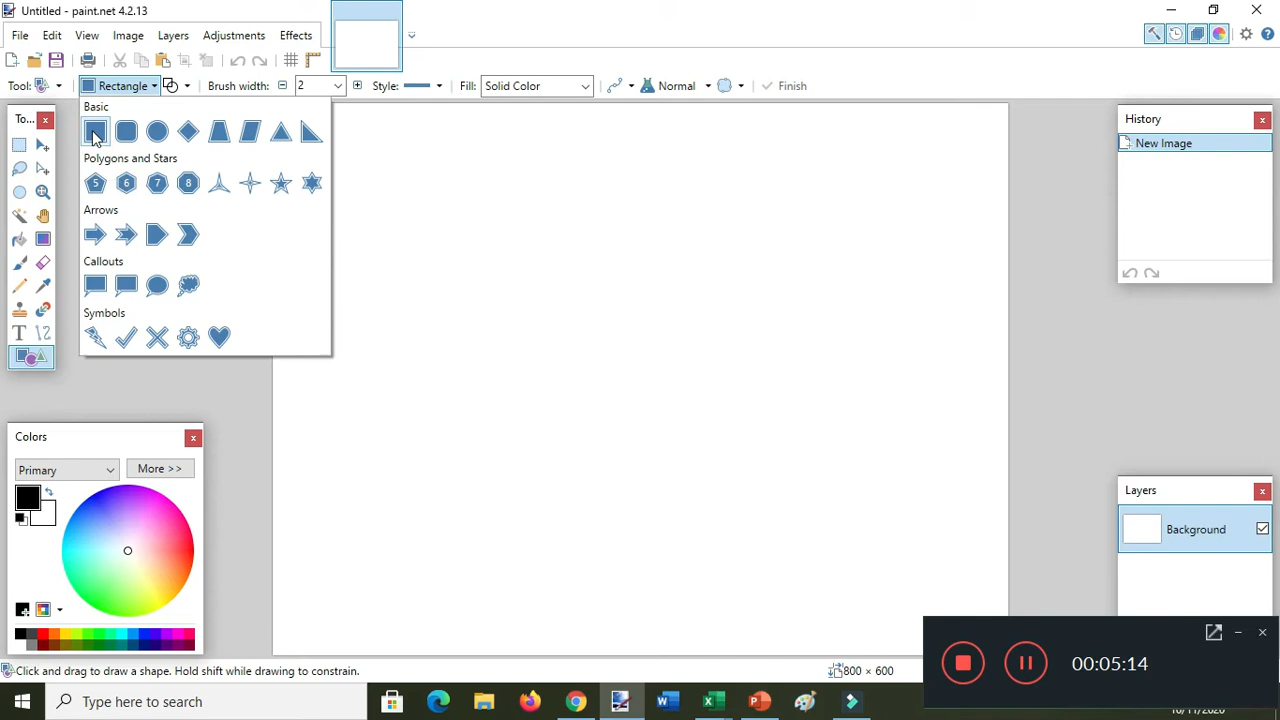 Untitled - paint.net 4.2.13
File Edit View Image Layers Adjustments Effects
Tool: Rectangle Brush width: 2 Style: Fill: Solid Color Normal Finish
Basic
Polygons and Stars
5 6 7 8
Arrows
Callouts
Symbols
To...
T
Colors
Primary
More >>
History
New Image
Layers
Background
00:05:14
Click and drag to draw a shape. Hold shift while drawing to constrain.
800 × 600
Type here to search